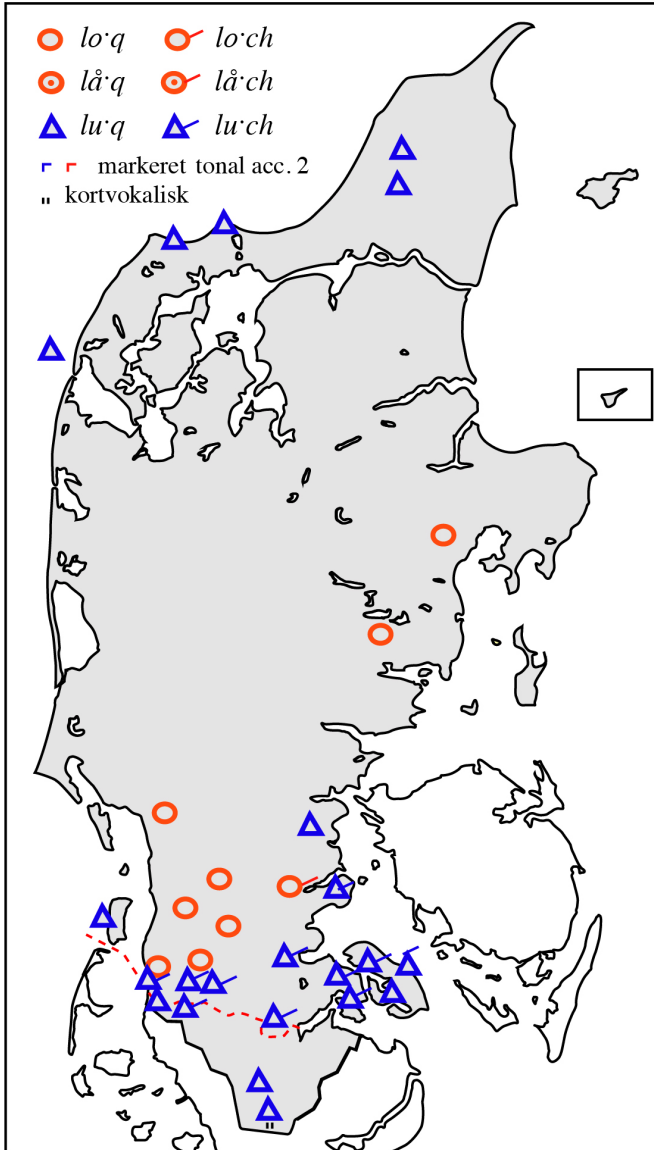 lo·q lo·ch
lå·q lå·ch
lu·q lu·ch
markeret tonal acc. 2
kortvokalisk